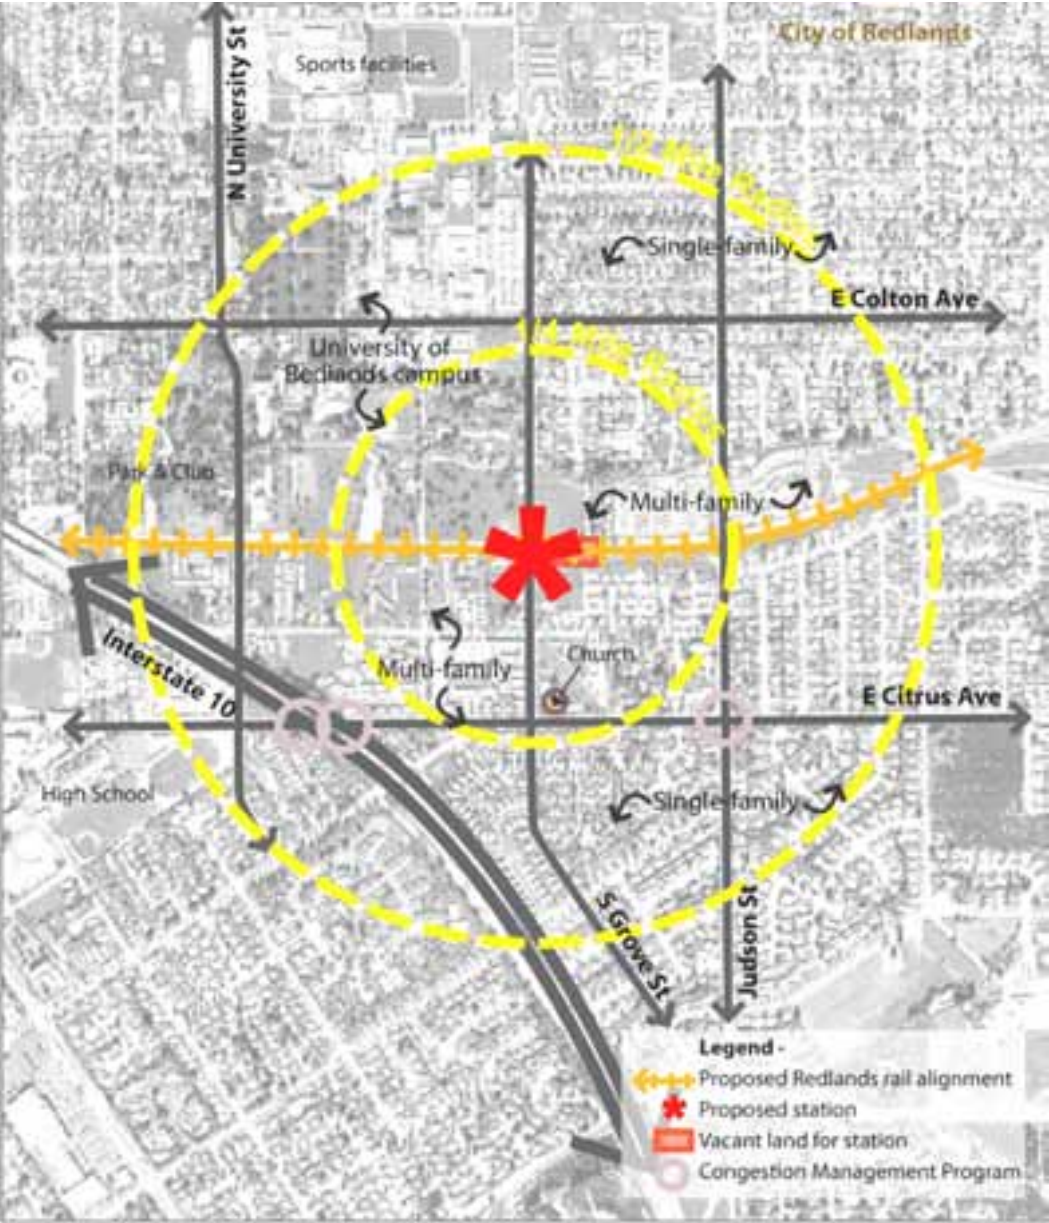 City of Redlands
N University St
Sports facilities
1/2 Mile Radius
Single-family
E Colton Ave
1/4 Mile Radius
University of
Redlands campus
Park & Club
Multi-family
Interstate 10
Multi-family
Church
E Citrus Ave
High School
Single-family
S Grove St
Judson St
Legend -
Proposed Redlands rail alignment
Proposed station
Vacant land for station
Congestion Management Program